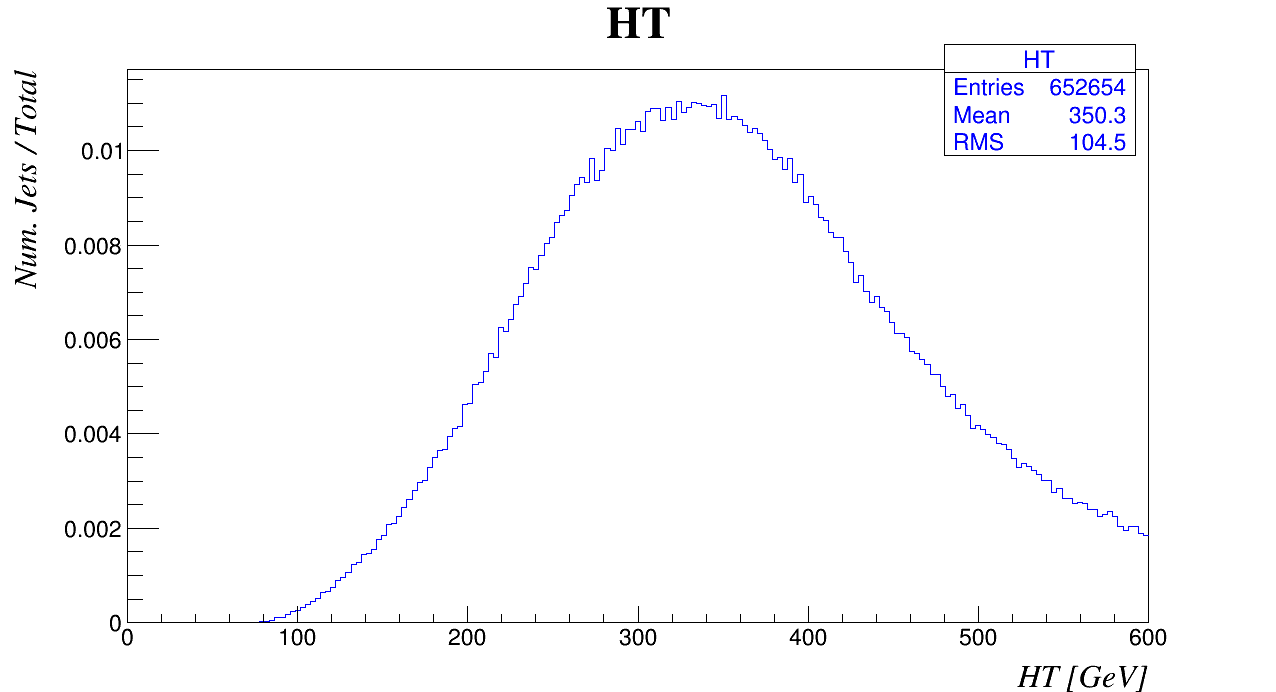 HT
HT
Entries 652654
Mean 350.3
RMS 104.5
Num. Jets / Total
0.01
0.008
0.006
0.004
0.002
0
0 100 200 300 400 500 600
HT [GeV]